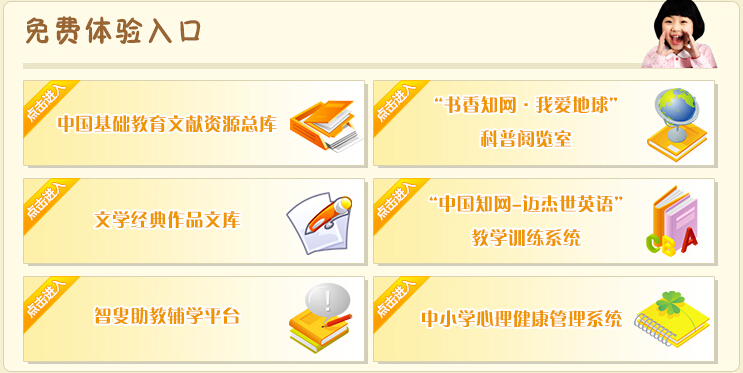 免费体验入口
点击进入
中国基础教育文献资源总库
点击进入
“书香知网·我爱地球”
科普阅览室
点击进入
文学经典作品文库
点击进入
“中国知网-迈杰世英语”
教学训练系统
点击进入
智叟助教辅学平台
点击进入
中小学心理健康管理系统